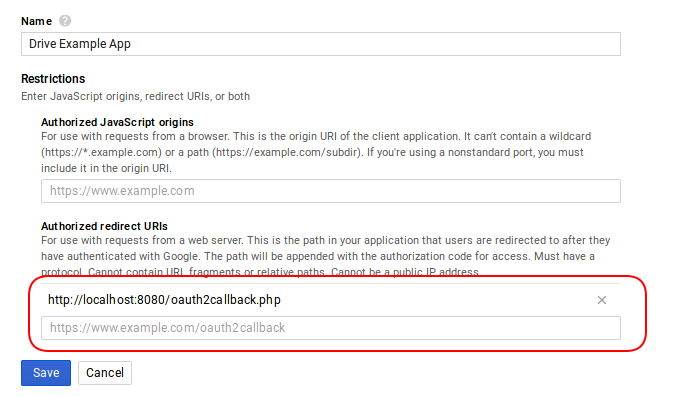 Name ?
Drive Example App
Restrictions
Enter JavaScript origins, redirect URIs, or both
Authorized JavaScript origins
For use with requests from a browser. This is the origin URI of the client application. It can't contain a wildcard
(https://*.example.com) or a path (https://example.com/subdir). If you're using a nonstandard port, you must
include it in the origin URI.
https://www.example.com
Authorized redirect URIs
For use with requests from a web server. This is the path in your application that users are redirected to after they
have authenticated with Google. The path will be appended with the authorization code for access. Must have a
protocol. Cannot contain URL fragments or relative paths. Cannot be a public IP address.
http://localhost:8080/oauth2callback.php
https://www.example.com/oauth2callback
Save Cancel